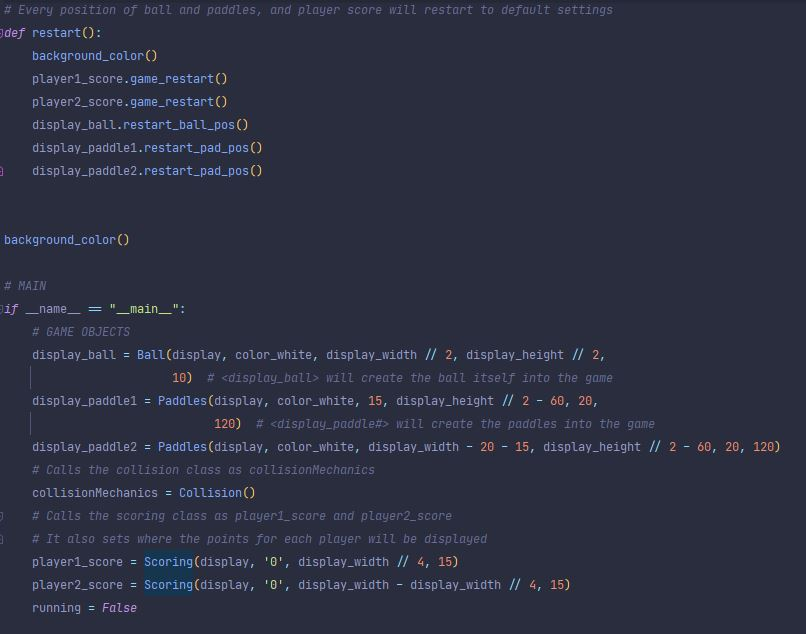 # Every position of ball and paddles, and player score will restart to default settings
def restart():
    background_color()
    player1_score.game_restart()
    player2_score.game_restart()
    display_ball.restart_ball_pos()
    display_paddle1.restart_pad_pos()
    display_paddle2.restart_pad_pos()
background_color()
# MAIN
if __name__ == "__main__":
    # GAME OBJECTS
    display_ball = Ball(display, color_white, display_width // 2, display_height // 2,
                        10)  # <display_ball> will create the ball itself into the game
    display_paddle1 = Paddles(display, color_white, 15, display_height // 2 - 60, 20,
                              120)  # <display_paddle#> will create the paddles into the game
    display_paddle2 = Paddles(display, color_white, display_width - 20 - 15, display_height // 2 - 60, 20, 120)
    # Calls the collision class as collisionMechanics
    collisionMechanics = Collision()
    # Calls the scoring class as player1_score and player2_score
    # It also sets where the points for each player will be displayed
    player1_score = Scoring(display, '0', display_width // 4, 15)
    player2_score = Scoring(display, '0', display_width - display_width // 4, 15)
    running = False